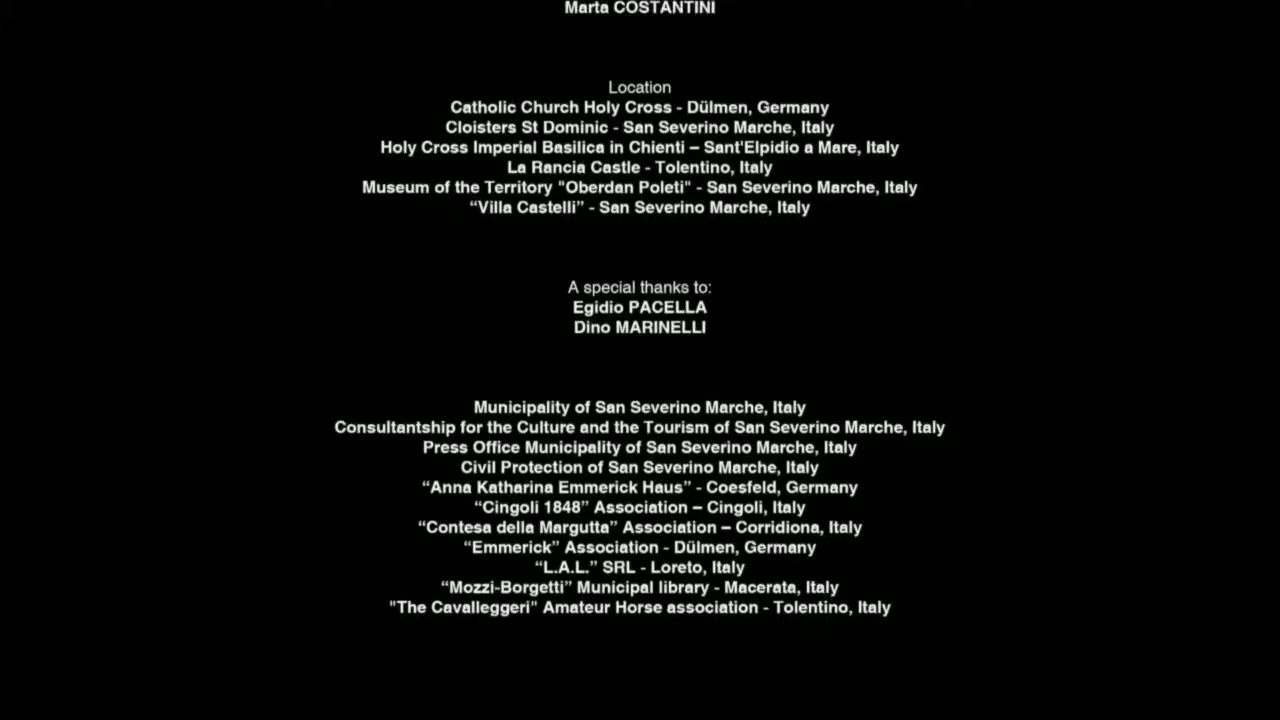 Marta COSTANTINI
Location
Catholic Church Holy Cross - Dülmen, Germany
Cloisters St Dominic - San Severino Marche, Italy
Holy Cross Imperial Basilica in Chienti – Sant'Elpidio a Mare, Italy
La Rancia Castle - Tolentino, Italy
Museum of the Territory "Oberdan Poleti" - San Severino Marche, Italy
“Villa Castelli” - San Severino Marche, Italy
A special thanks to:
Egidio PACELLA
Dino MARINELLI
Municipality of San Severino Marche, Italy
Consultantship for the Culture and the Tourism of San Severino Marche, Italy
Press Office Municipality of San Severino Marche, Italy
Civil Protection of San Severino Marche, Italy
“Anna Katharina Emmerick Haus” - Coesfeld, Germany
“Cingoli 1848” Association – Cingoli, Italy
“Contesa della Margutta” Association – Corridiona, Italy
“Emmerick” Association - Dülmen, Germany
“L.A.L.” SRL - Loreto, Italy
“Mozzi-Borgetti” Municipal library - Macerata, Italy
"The Cavalleggeri" Amateur Horse association - Tolentino, Italy